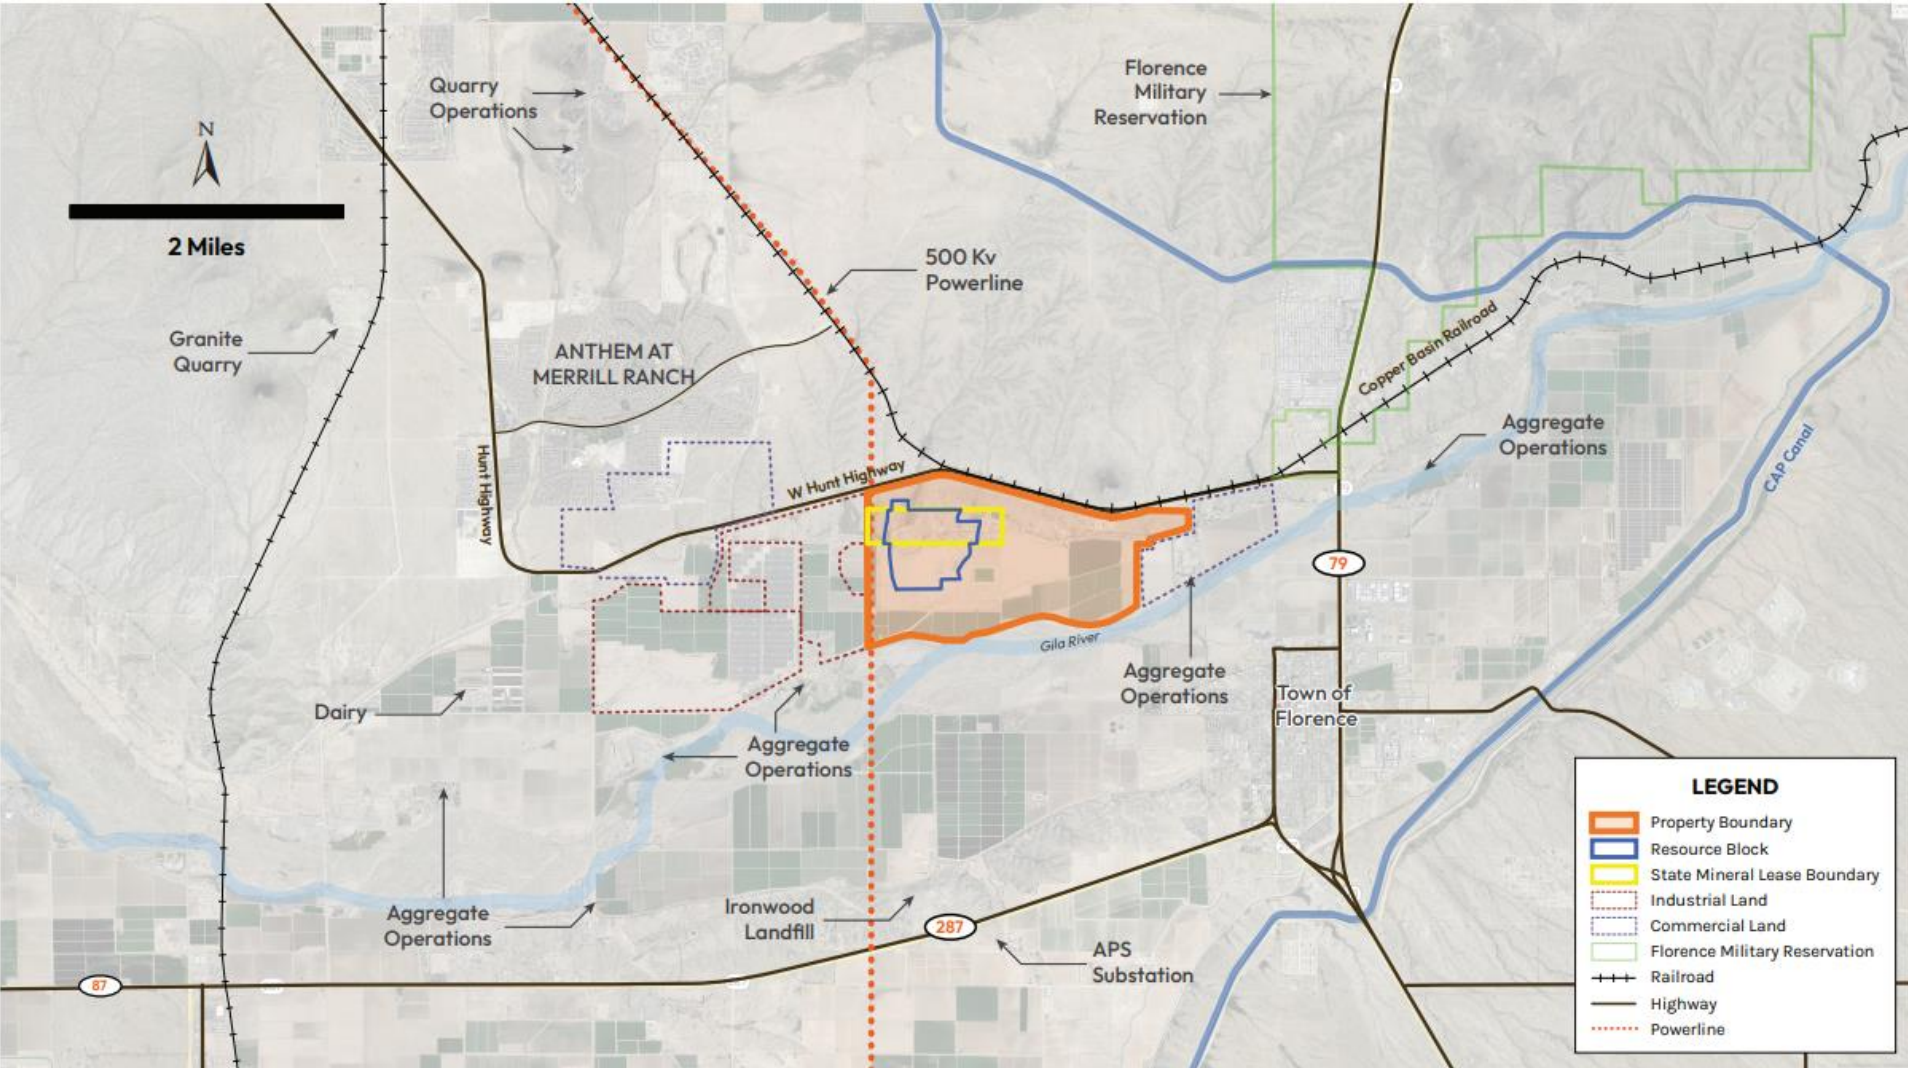 Quarry
Operations
Florence
Military
Reservation
N
2 Miles
500 Kv
Powerline
Granite
Quarry
ANTHEM AT
MERRILL RANCH
Copper Basin Railroad
Aggregate
Operations
CAP Canal
Hunt Highway
W Hunt Highway
79
Gila River
Aggregate
Operations
Town of
Florence
Dairy
Aggregate
Operations
Aggregate
Operations
Ironwood
Landfill
287
APS
Substation
87
LEGEND
Property Boundary
Resource Block
State Mineral Lease Boundary
Industrial Land
Commercial Land
Florence Military Reservation
Railroad
Highway
Powerline